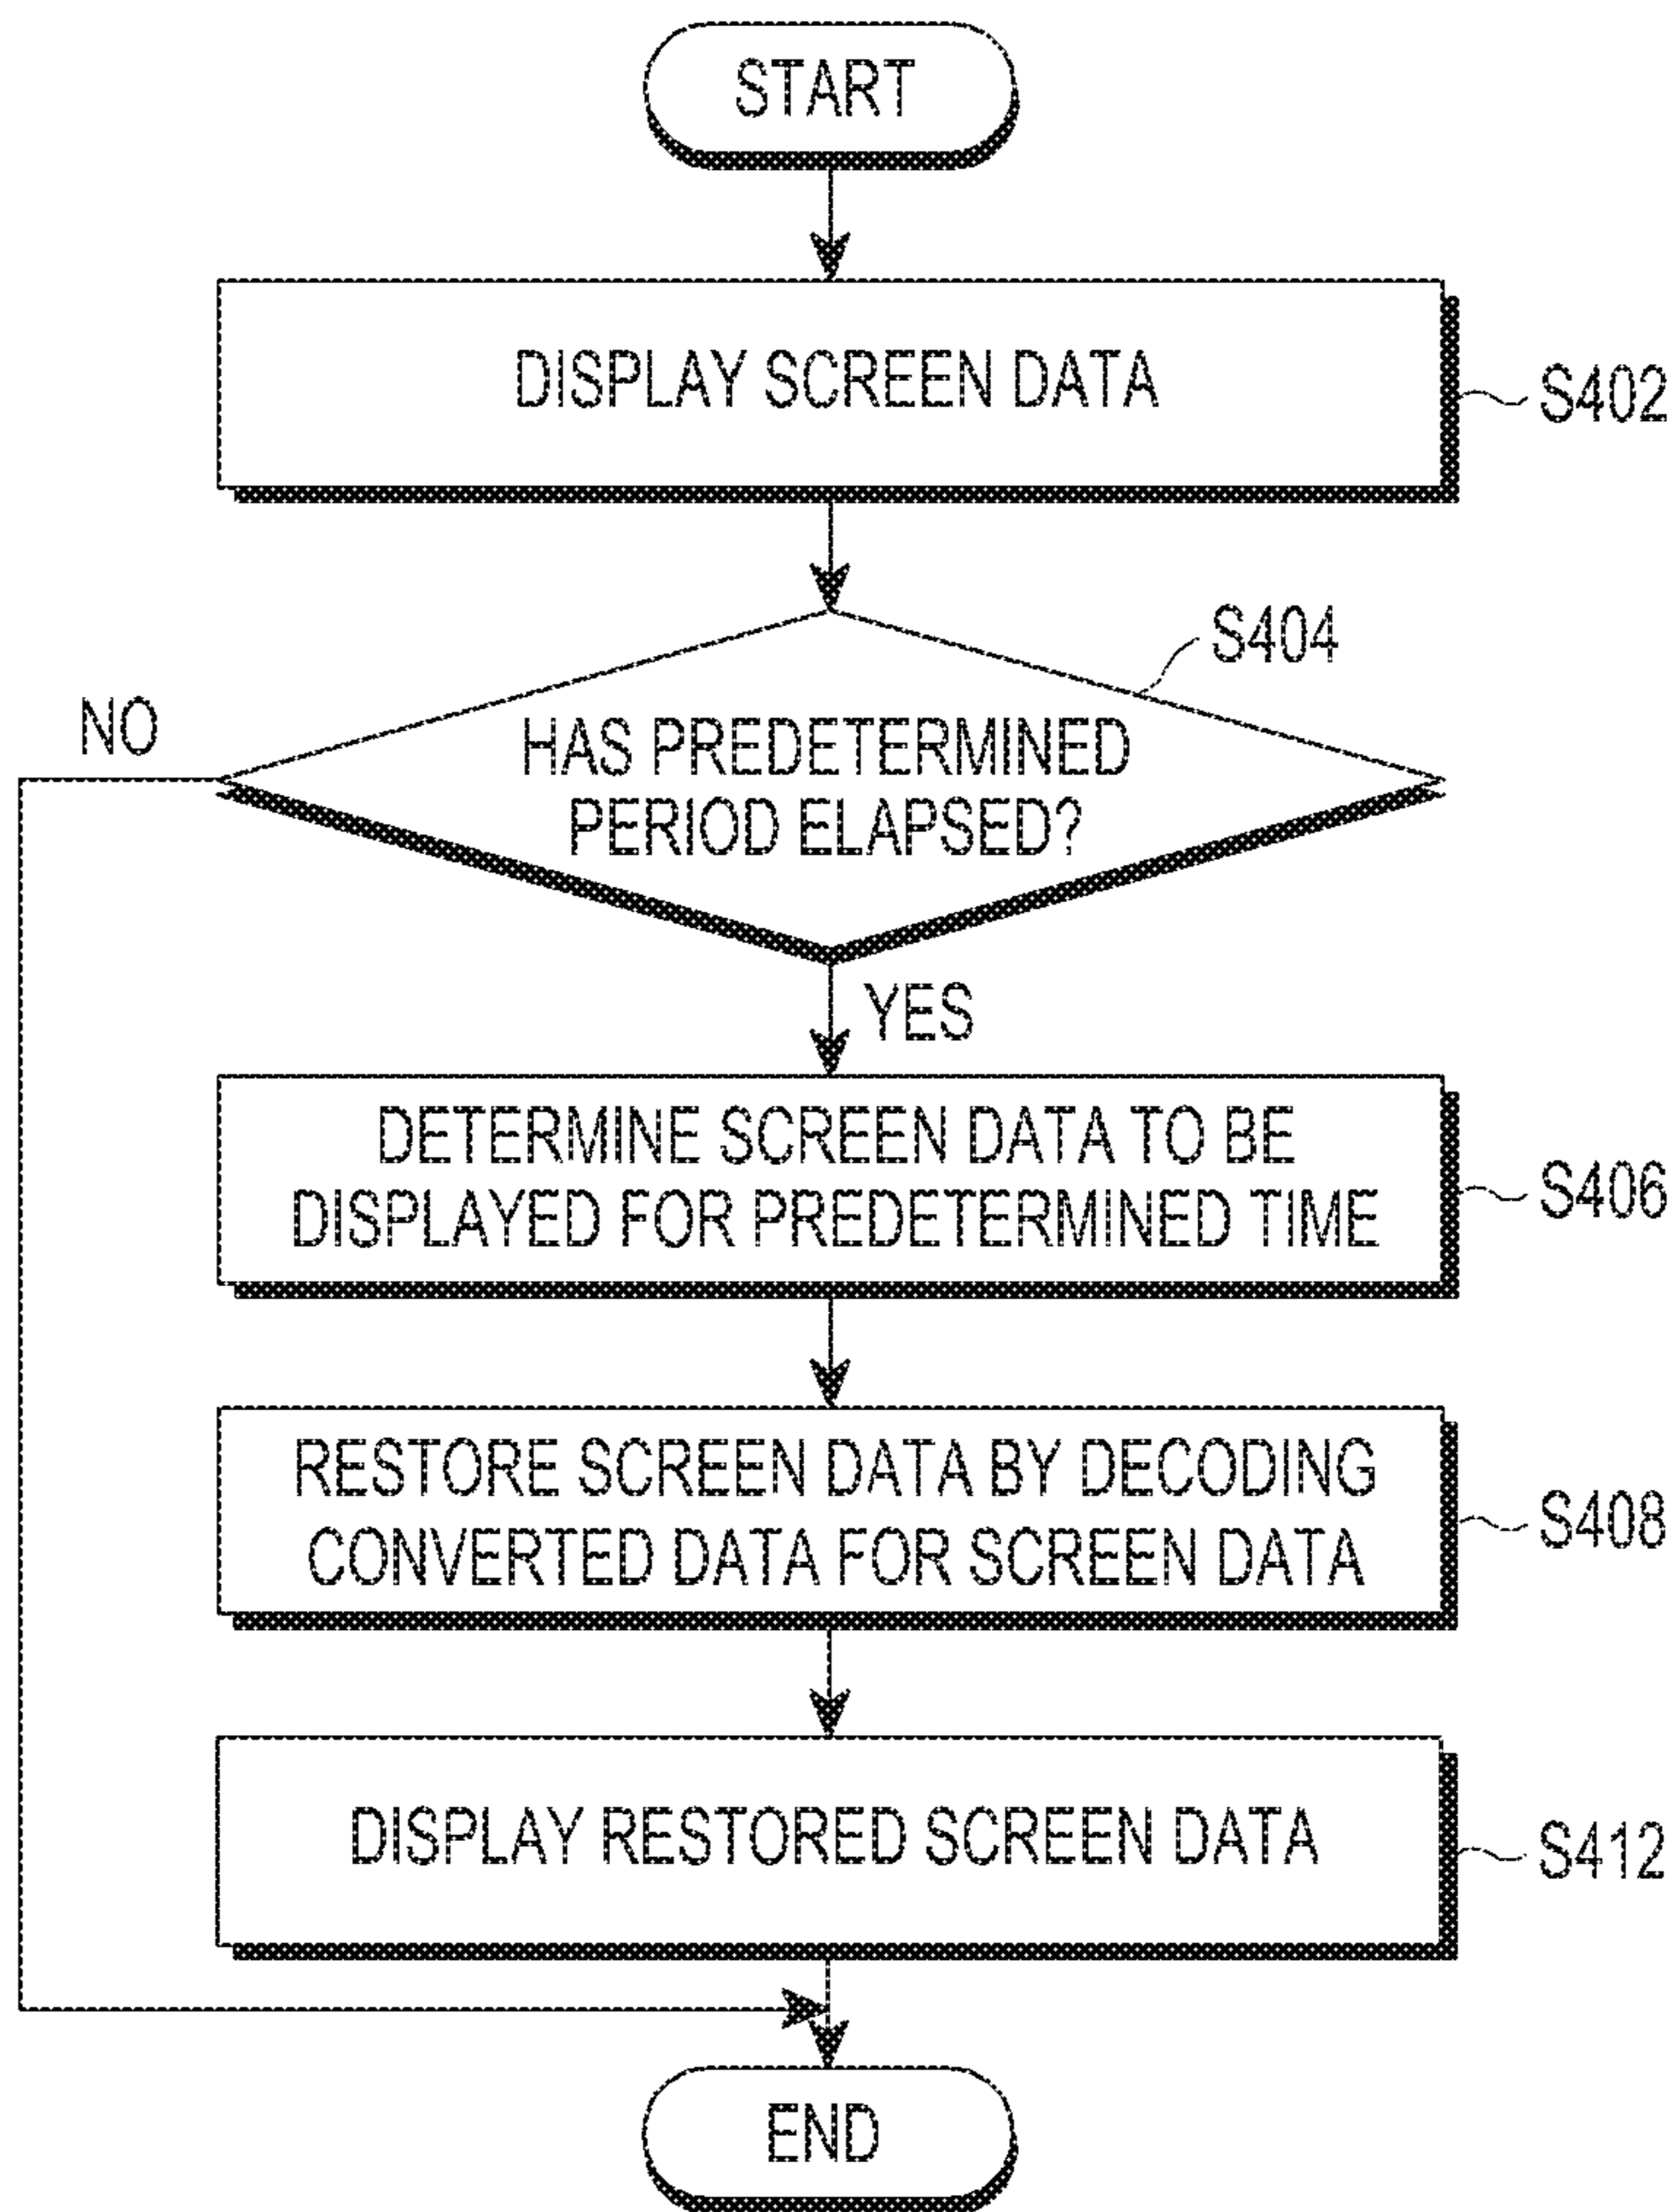 START
DISPLAY SCREEN DATA
S402
S404
NO
HAS PREDETERMINED
PERIOD ELAPSED?
YES
DETERMINE SCREEN DATA TO BE
DISPLAYED FOR PREDETERMINED TIME
S406
RESTORE SCREEN DATA BY DECODING
CONVERTED DATA FOR SCREEN DATA
S408
DISPLAY RESTORED SCREEN DATA
S412
END